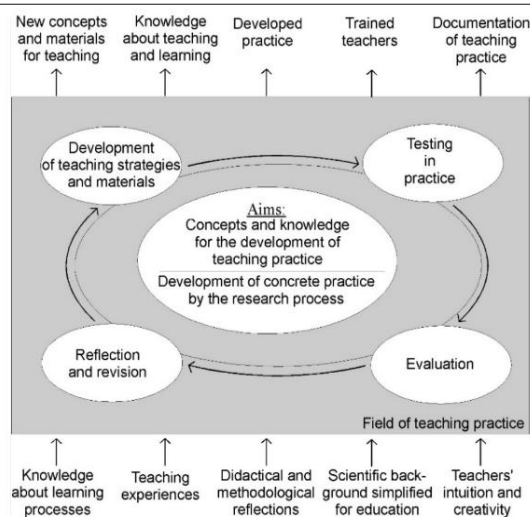 New concepts
and materials
for teaching
Knowledge
about teaching
and learning
Developed
practice
Trained
teachers
Documentation
of teaching
practice
Development
of teaching strategies
and materials
Testing
in
practice
Aims:
Concepts and knowledge
for the development of
teaching practice
Development of concrete practice
by the research process
Reflection
and revision
Evaluation
Field of teaching practice
Knowledge
about learning
processes
Teaching
experiences
Didactical and
methodological
reflections
Scientific back-
ground simplified
for education
Teachers'
intuition and
creativity